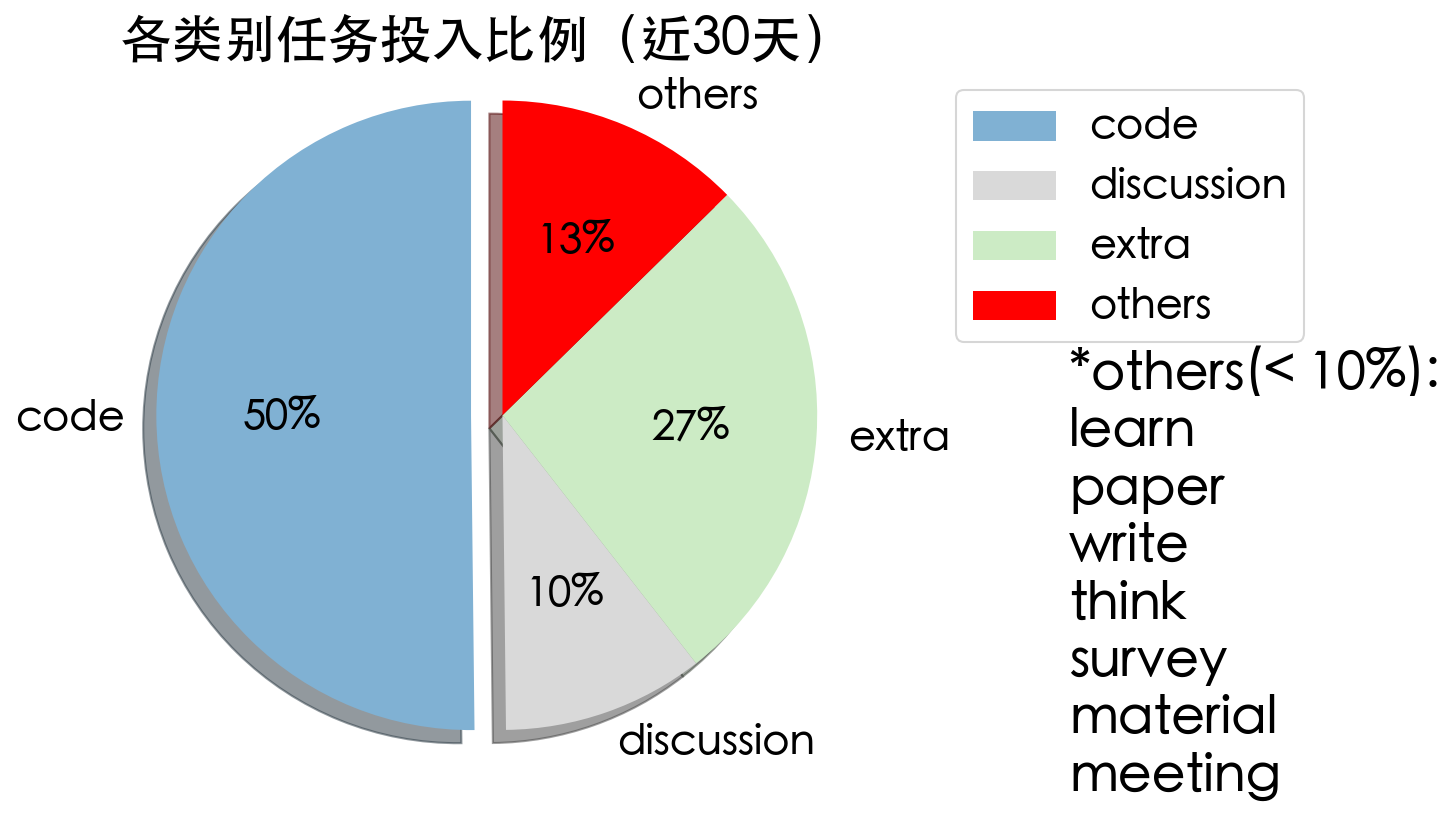 各类别任务投入比例（近30天）
others
code
discussion
extra
others
13%
code
50%
27%
extra
10%
discussion
*others(< 10%):
learn
paper
write
think
survey
material
meeting